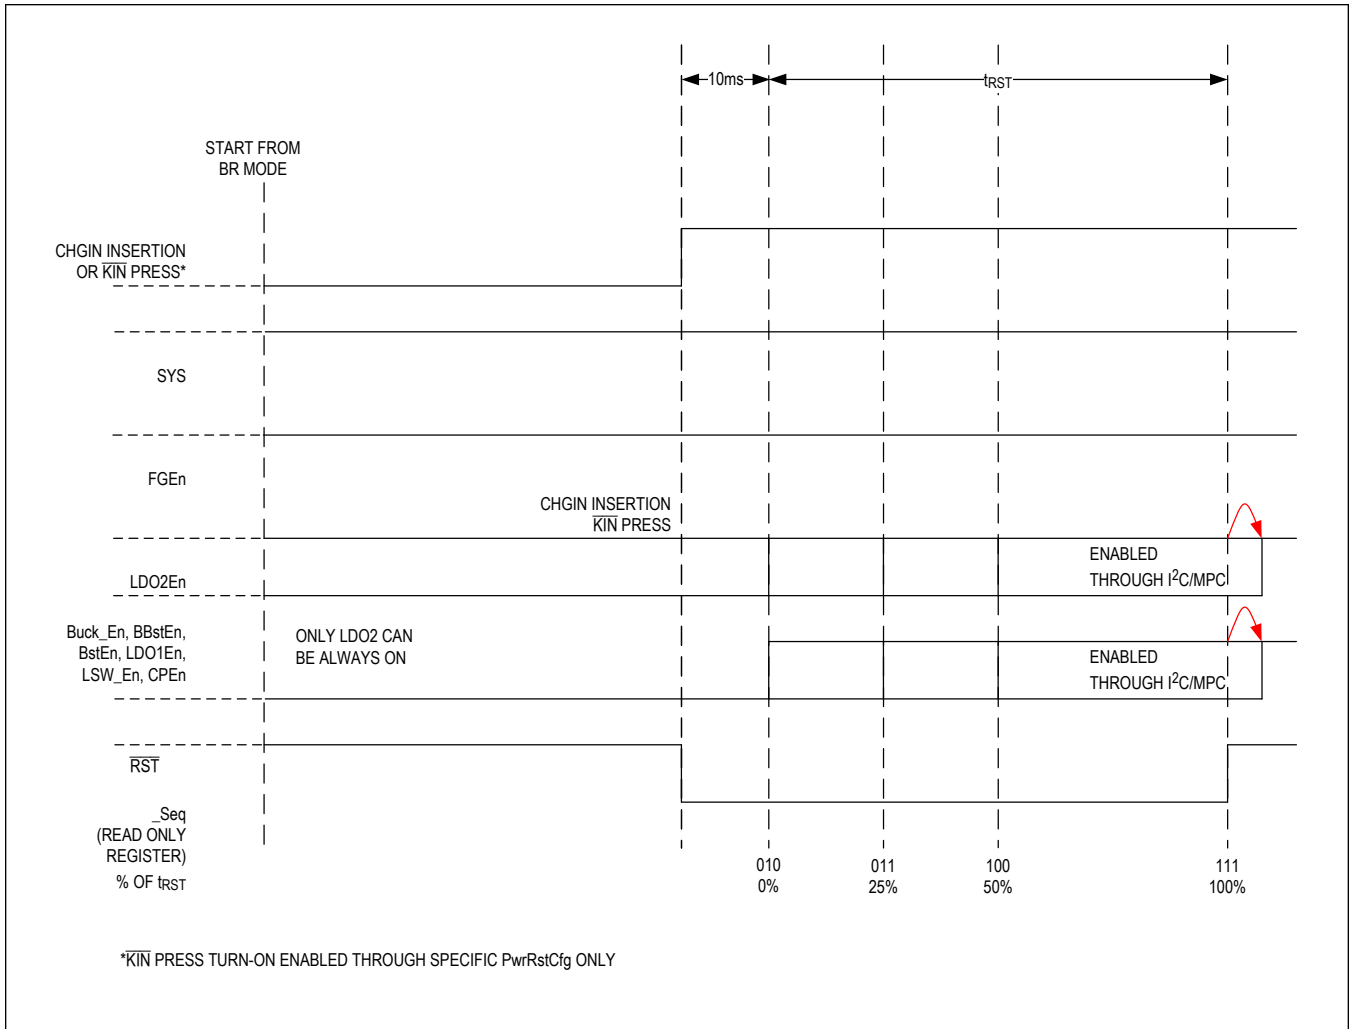 10ms
tRST
START FROM
BR MODE
CHGIN INSERTION
OR KIN PRESS*
SYS
FGEn
CHGIN INSERTION
KIN PRESS
LDO2En
ENABLED
THROUGH I2C/MPC
Buck_En, BBstEn,
BstEn, LDO1En,
LSW_En, CPEn
ONLY LDO2 CAN
BE ALWAYS ON
ENABLED
THROUGH I2C/MPC
RST
_Seq
(READ ONLY
REGISTER)
% OF tRST
010
0%
011
25%
100
50%
111
100%
*KIN PRESS TURN-ON ENABLED THROUGH SPECIFIC PwrRstCfg ONLY